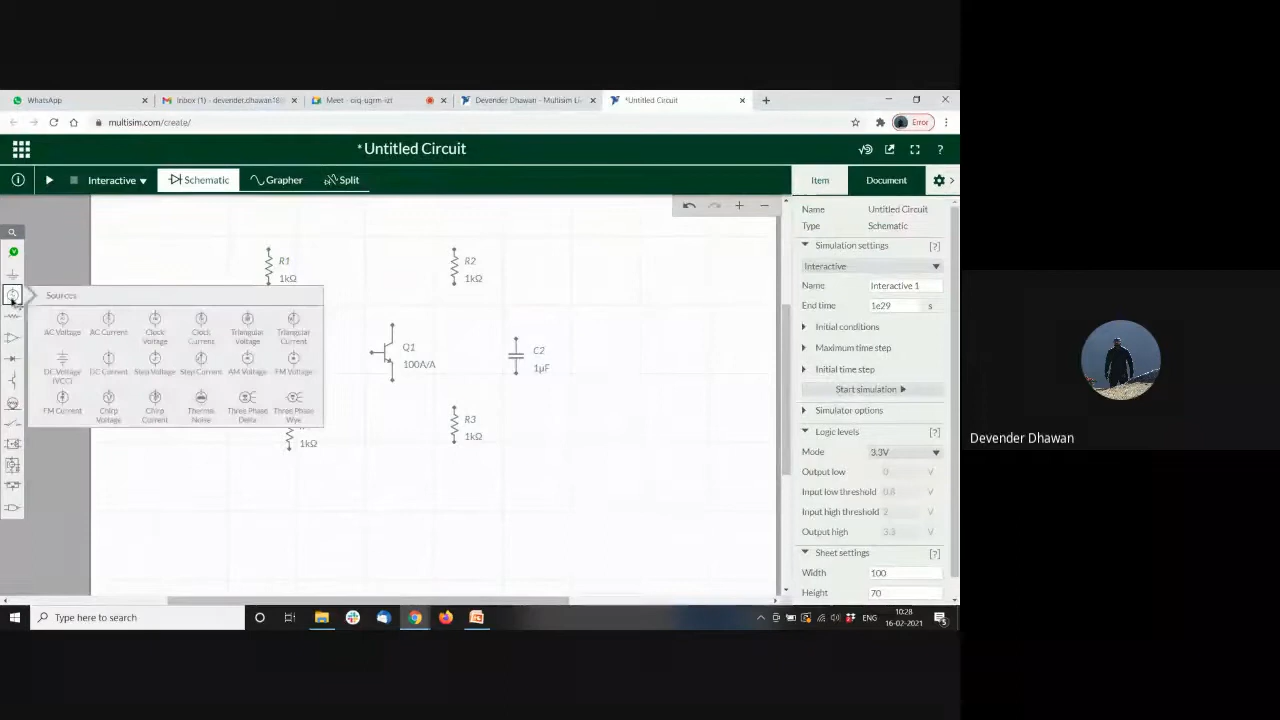 WhatsApp
Inbox (1) - devender.dhawan18
Meet - oiq-ugrm-izt
Devender Dhawan - Multisim Li
*Untitled Circuit
multisim.com/create/
Error
* Untitled Circuit
Interactive
Schematic
Grapher
Split
Item
Document
R1
1kΩ
R2
1kΩ
Sources
AC Voltage
AC Current
Clock
Voltage
Clock
Current
Triangular
Voltage
Triangular
Current
DC Voltage
(VCC)
DC Current
Step Voltage
Step Current
AM Voltage
FM Voltage
FM Current
Chirp
Voltage
Chirp
Current
Thermal
Noise
Three Phase
Delta
Three Phase
Wye
Q1
100A/A
C2
1µF
R3
1kΩ
1kΩ
Name
Untitled Circuit
Type
Schematic
Simulation settings
[?]
Interactive
Name
Interactive 1
End time
1e29
s
Initial conditions
Maximum time step
Initial time step
Start simulation
Simulator options
Logic levels
[?]
Mode
3.3V
Output low
0
V
Input low threshold
0.8
V
Input high threshold
2
V
Output high
3.3
V
Sheet settings
[?]
Width
100
Height
70
Type here to search
ENG
10:28
16-02-2021
Devender Dhawan